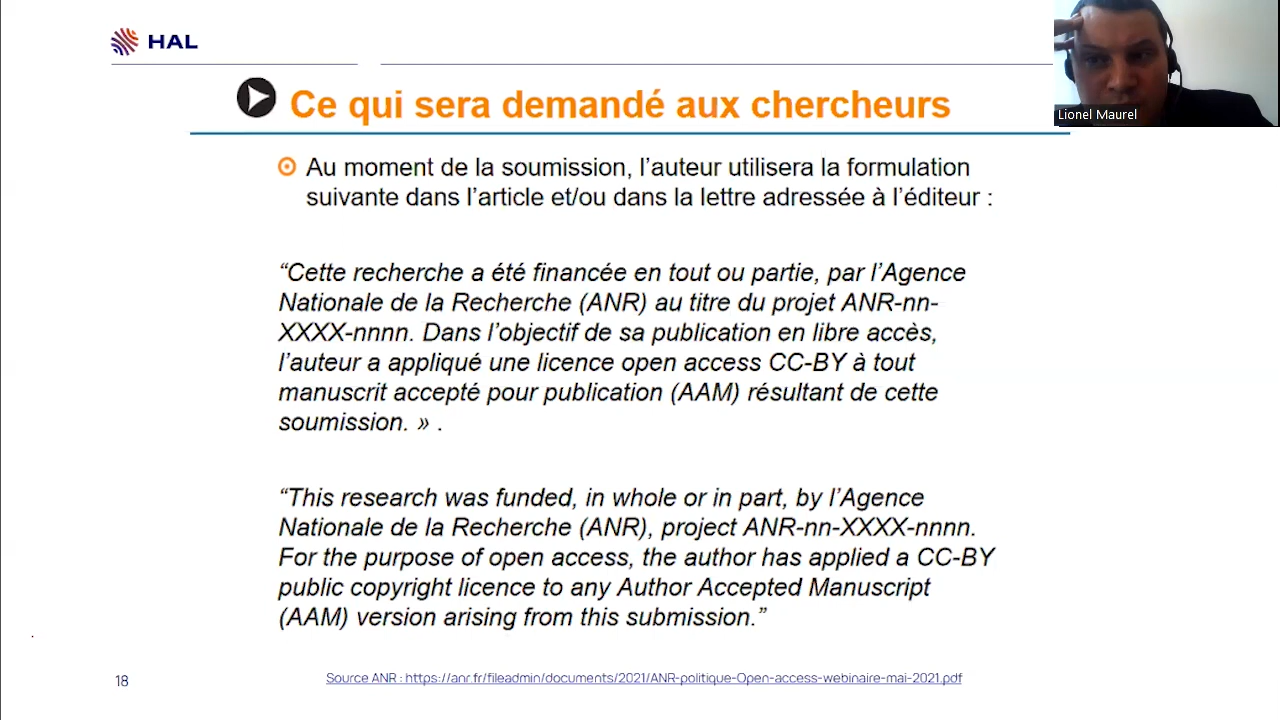 HAL
Lionel Maurel
Ce qui sera demandé aux chercheurs
Au moment de la soumission, l’auteur utilisera la formulation
suivante dans l’article et/ou dans la lettre adressée à l’éditeur :
“Cette recherche a été financée en tout ou partie, par l’Agence
Nationale de la Recherche (ANR) au titre du projet ANR-nn-
XXXX-nnnn. Dans l’objectif de sa publication en libre accès,
l’auteur a appliqué une licence open access CC-BY à tout
manuscrit accepté pour publication (AAM) résultant de cette
soumission. » .
“This research was funded, in whole or in part, by l’Agence
Nationale de la Recherche (ANR), project ANR-nn-XXXX-nnnn.
For the purpose of open access, the author has applied a CC-BY
public copyright licence to any Author Accepted Manuscript
(AAM) version arising from this submission.”
18
Source ANR : https://anr.fr/fileadmin/documents/2021/ANR-politique-Open-access-webinaire-mai-2021.pdf